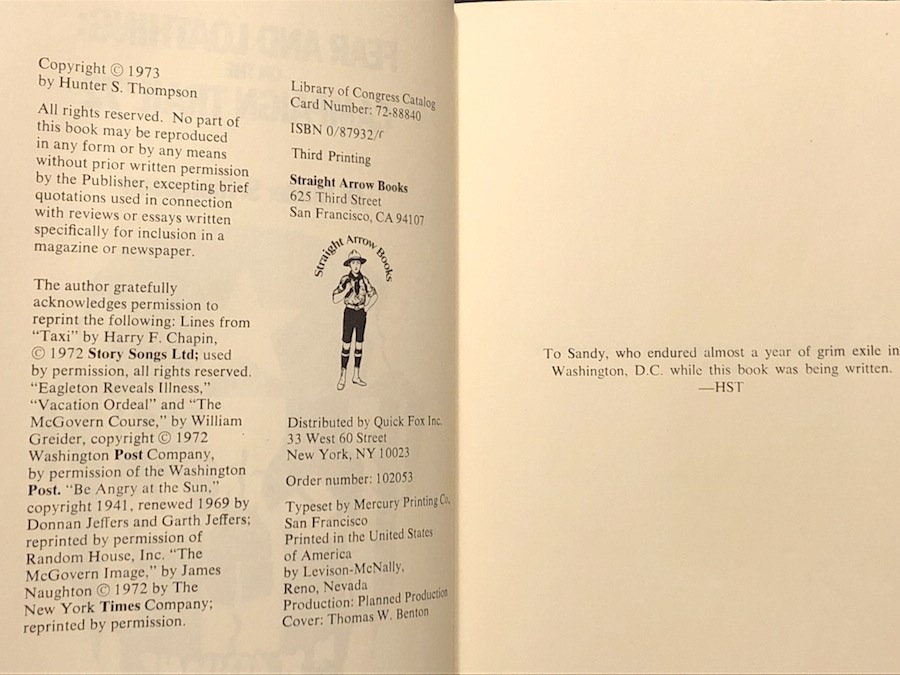 Copyright © 1973
by Hunter S. Thompson
All rights reserved. No part of
this book may be reproduced
in any form or by any means
without prior written permission
by the Publisher, excepting brief
quotations used in connection
with reviews or essays written
specifically for inclusion in a
magazine or newspaper.
The author gratefully
acknowledges permission to
reprint the following: Lines from
“Taxi” by Harry F. Chapin,
© 1972 Story Songs Ltd; used
by permission, all rights reserved.
“Eagleton Reveals Illness,”
“Vacation Ordeal” and “The
McGovern Course,” by William
Greider, copyright © 1972
Washington Post Company,
by permission of the Washington
Post. “Be Angry at the Sun,”
copyright 1941, renewed 1969 by
Donnan Jeffers and Garth Jeffers;
reprinted by permission of
Random House, Inc. “The
McGovern Image,” by James
Naughton © 1972 by The
New York Times Company;
reprinted by permission.
Library of Congress Catalog
Card Number: 72-88840
ISBN 0/87932/
Third Printing
Straight Arrow Books
625 Third Street
San Francisco, CA 94107
Straight Arrow Books
Distributed by Quick Fox Inc.
33 West 60 Street
New York, NY 10023
Order number: 102053
Typeset by Mercury Printing Co,
San Francisco
Printed in the United States
of America
by Levison-McNally,
Reno, Nevada
Production: Planned Production
Cover: Thomas W. Benton
To Sandy, who endured almost a year of grim exile in
Washington, D.C. while this book was being written.
—HST